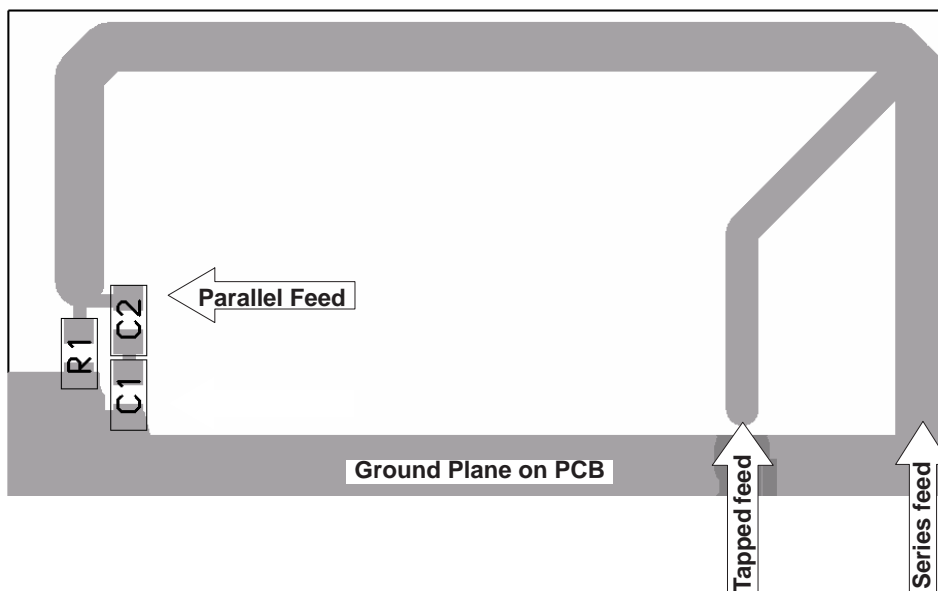 Parallel Feed
C2
R1
C1
Ground Plane on PCB
Tapped feed
Series feed